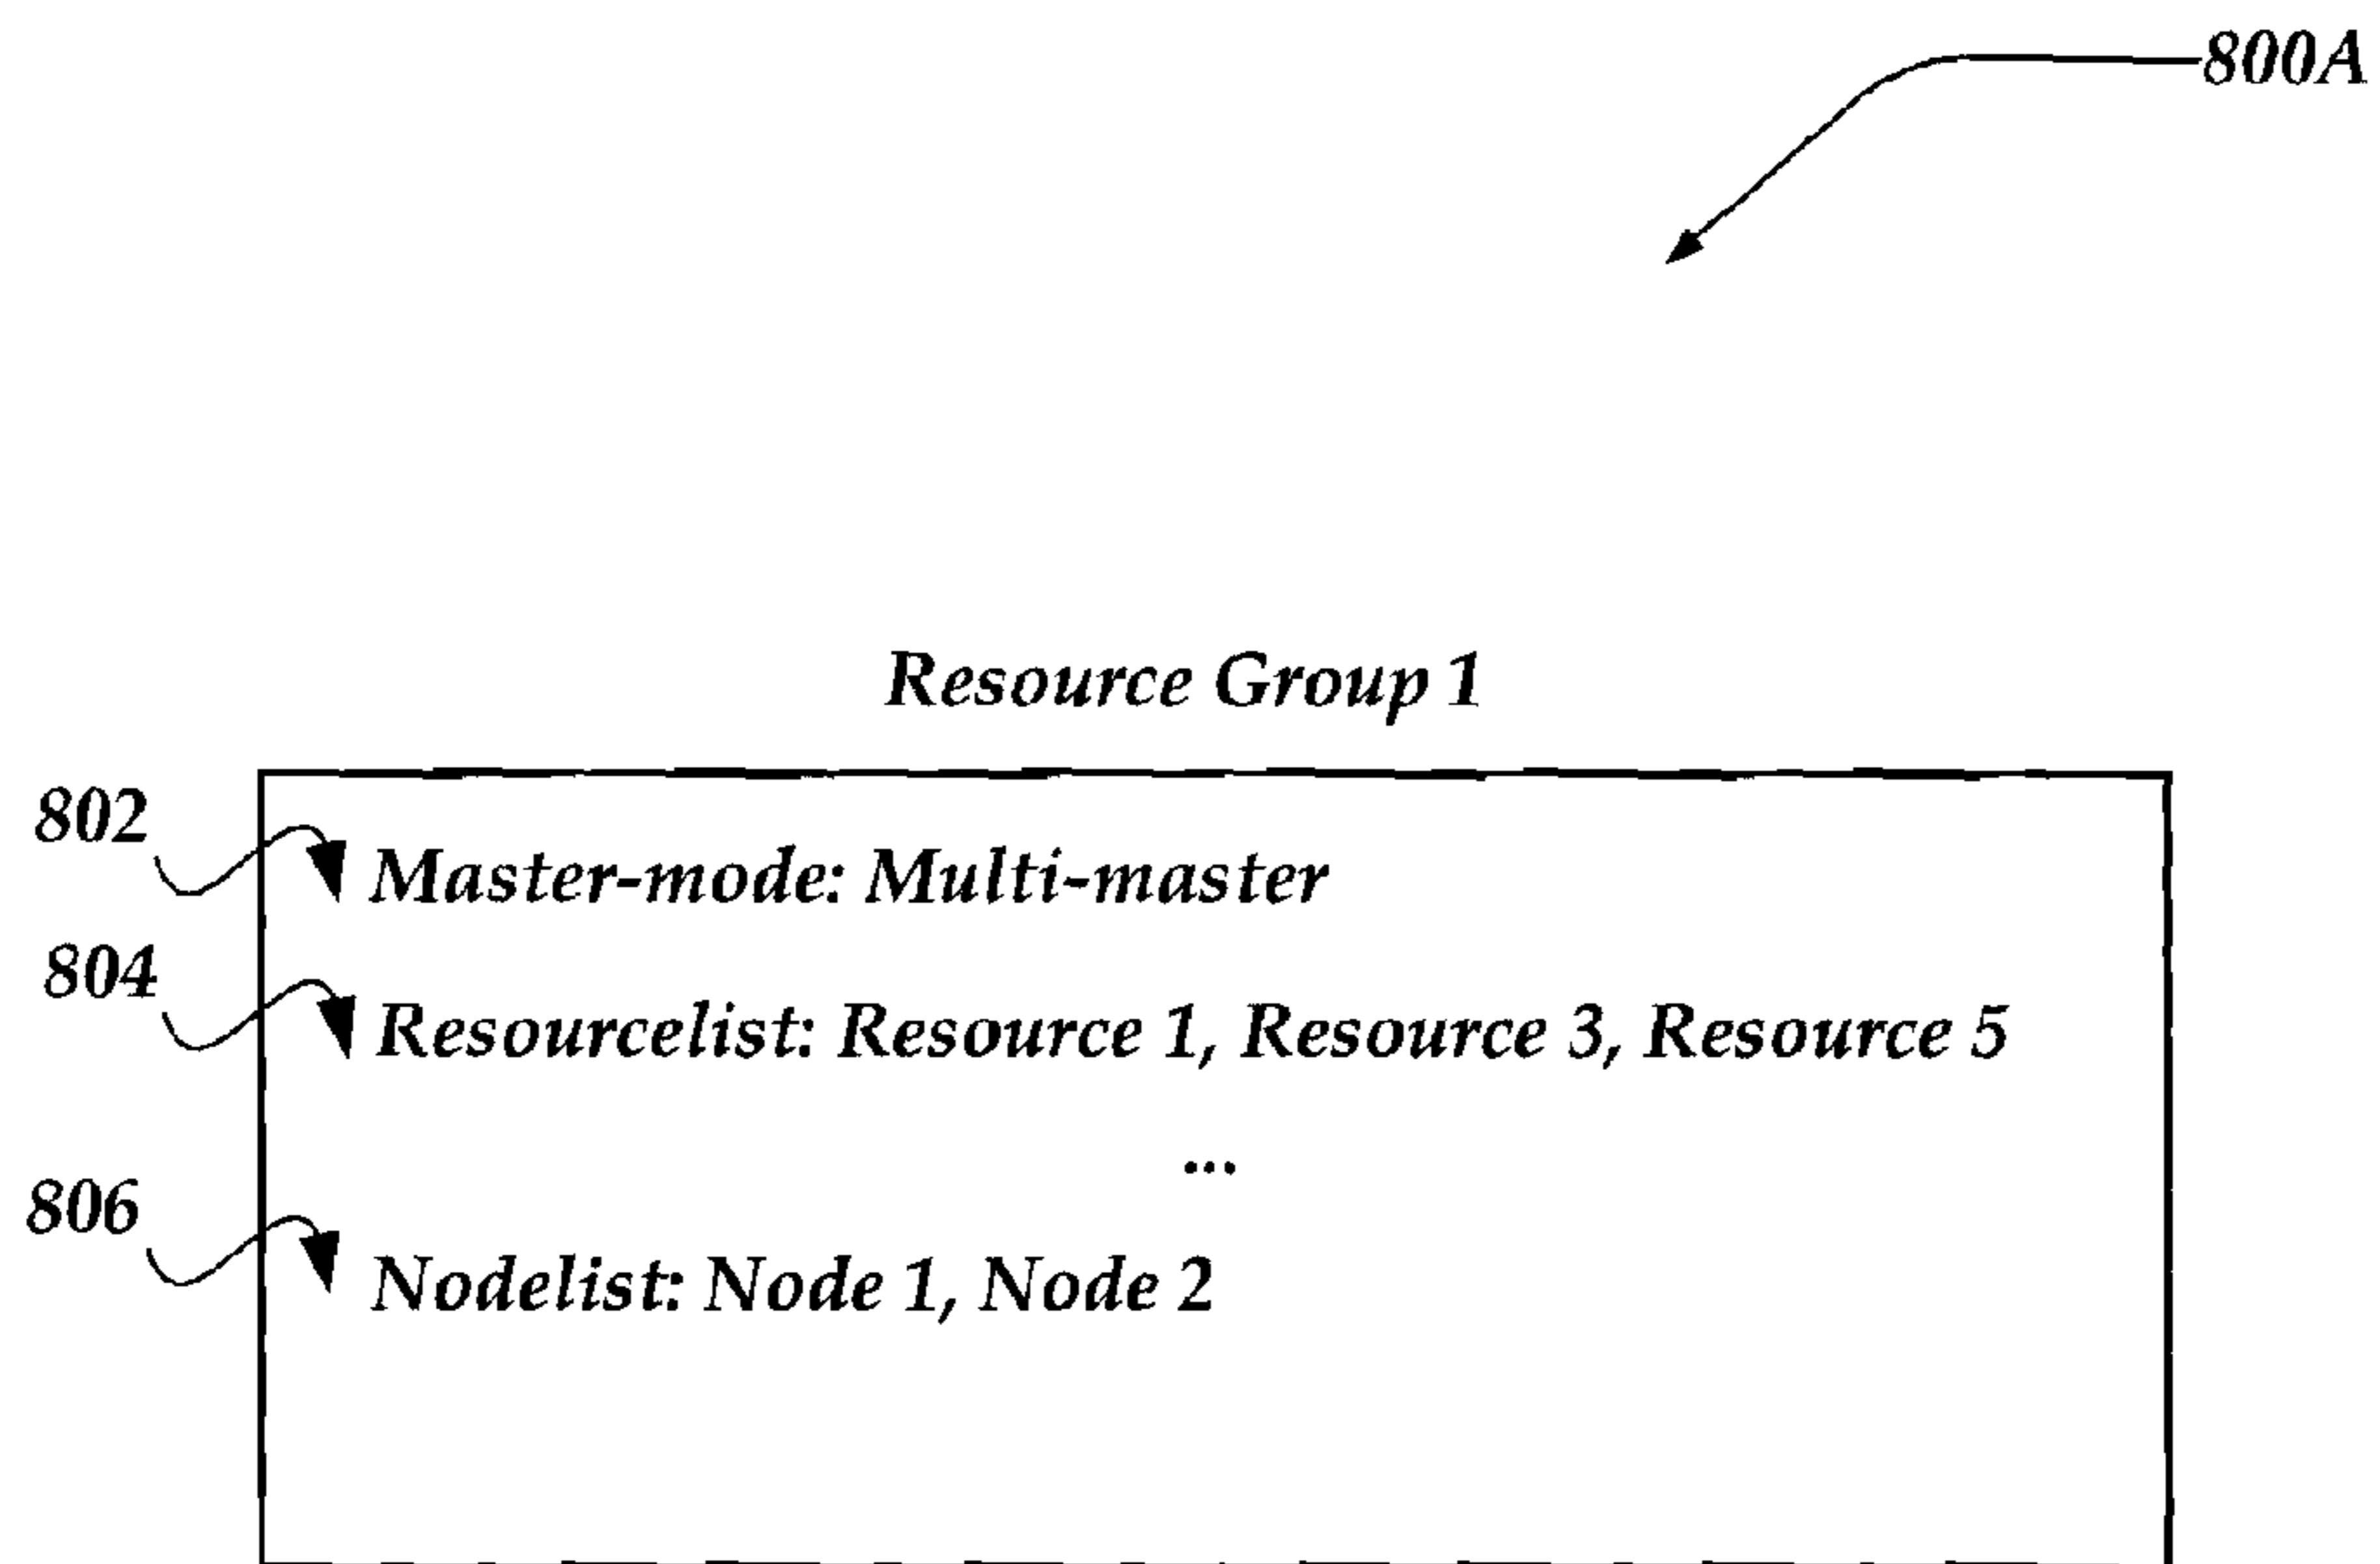 800A
Resource Group 1
802
Master-mode: Multi-master
804
Resourcelist: Resource 1, Resource 3, Resource 5
...
806
Nodelist: Node 1, Node 2